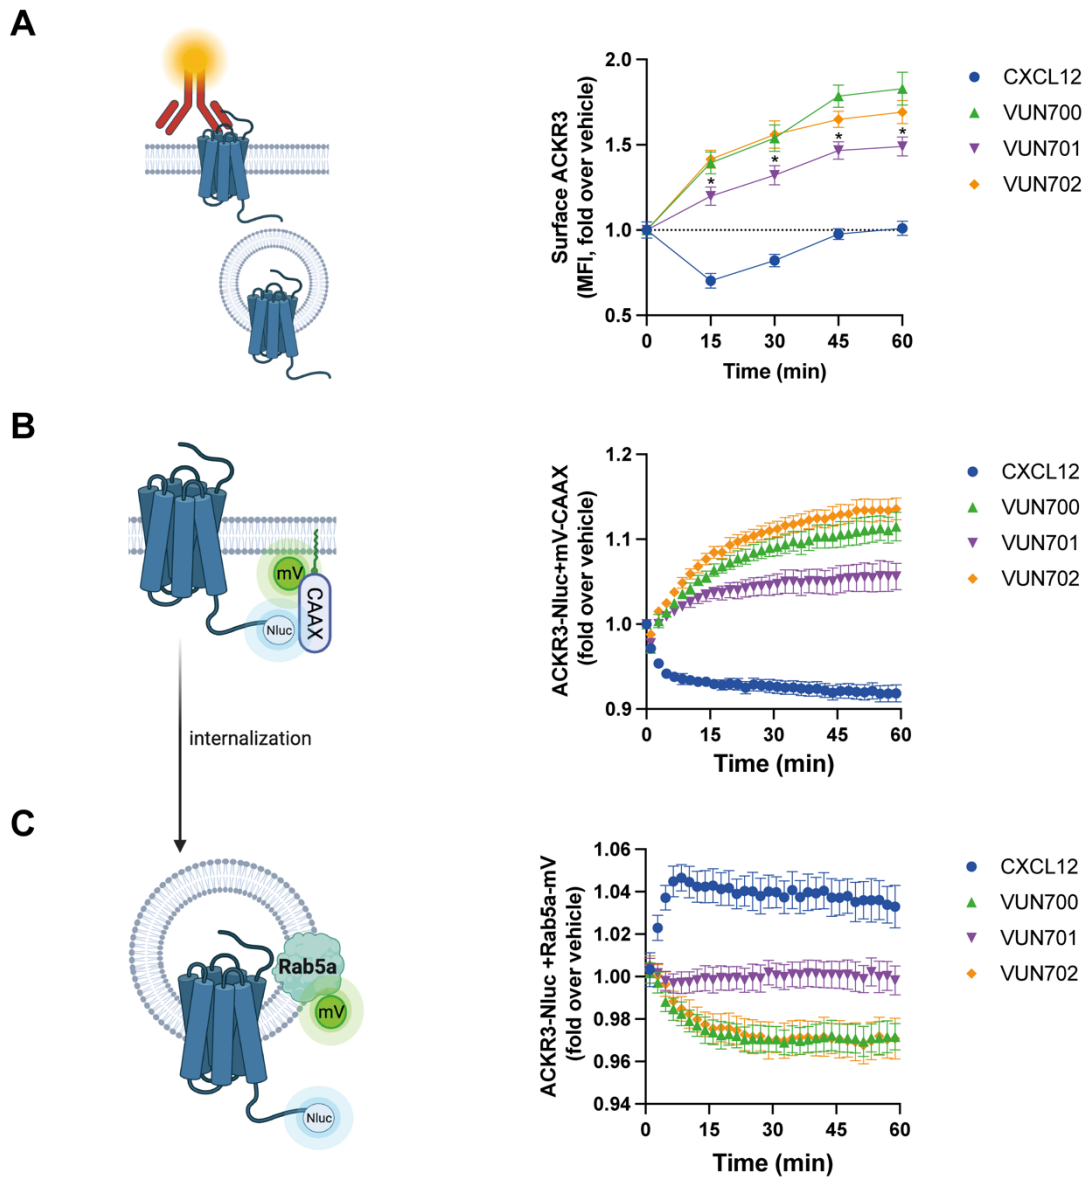 A
Surface ACKR3
(MFI, fold over vehicle)
2.0
1.5
1.0
0.5
*
*
*
*
0
15
30
45
60
Time (min)
CXCL12
VUN700
VUN701
VUN702
B
mV
CAAX
Nluc
internalization
ACKR3-Nluc+mV-CAAX
(fold over vehicle)
1.2
1.1
1.0
0.9
0
15
30
45
60
Time (min)
CXCL12
VUN700
VUN701
VUN702
C
Rab5a
mV
Nluc
ACKR3-Nluc +Rab5a-mV
(fold over vehicle)
1.06
1.04
1.02
1.00
0.98
0.96
0.94
0
15
30
45
60
Time (min)
CXCL12
VUN700
VUN701
VUN702